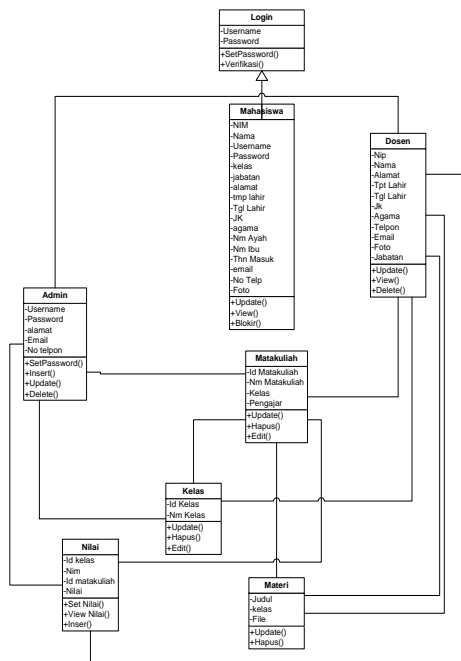 Login
-Username
-Password
+SetPassword()
+Verifikasi()
Mahasiswa
-NIM
-Nama
-Username
-Password
-kelas
-jabatan
-alamat
-tmp lahir
-Tgl Lahir
-JK
-agama
-Nm Ayah
-Nm Ibu
-Thn Masuk
-email
-No Telp
-Foto
+Update()
+View()
+Blokir()
Dosen
-Nip
-Nama
-Alamat
-Tpt Lahir
-Tgl Lahir
-Jk
-Agama
-Telpon
-Email
-Foto
-Jabatan
+Update()
+View()
+Delete()
Admin
-Username
-Password
-alamat
-Email
-No telpon
+SetPassword()
+Insert()
+Update()
+Delete()
Matakuliah
-Id Matakuliah
-Nm Matakuliah
-Kelas
-Pengajar
+Update()
+Hapus()
+Edit()
Kelas
-Id Kelas
-Nm Kelas
+Update()
+Hapus()
+Edit()
Nilai
-Id kelas
-Nim
-Id matakuliah
-Nilai
+Set Nilai()
+View Nilai()
+Inser()
Materi
-Judul
-kelas
-File
+Update()
+Hapus()